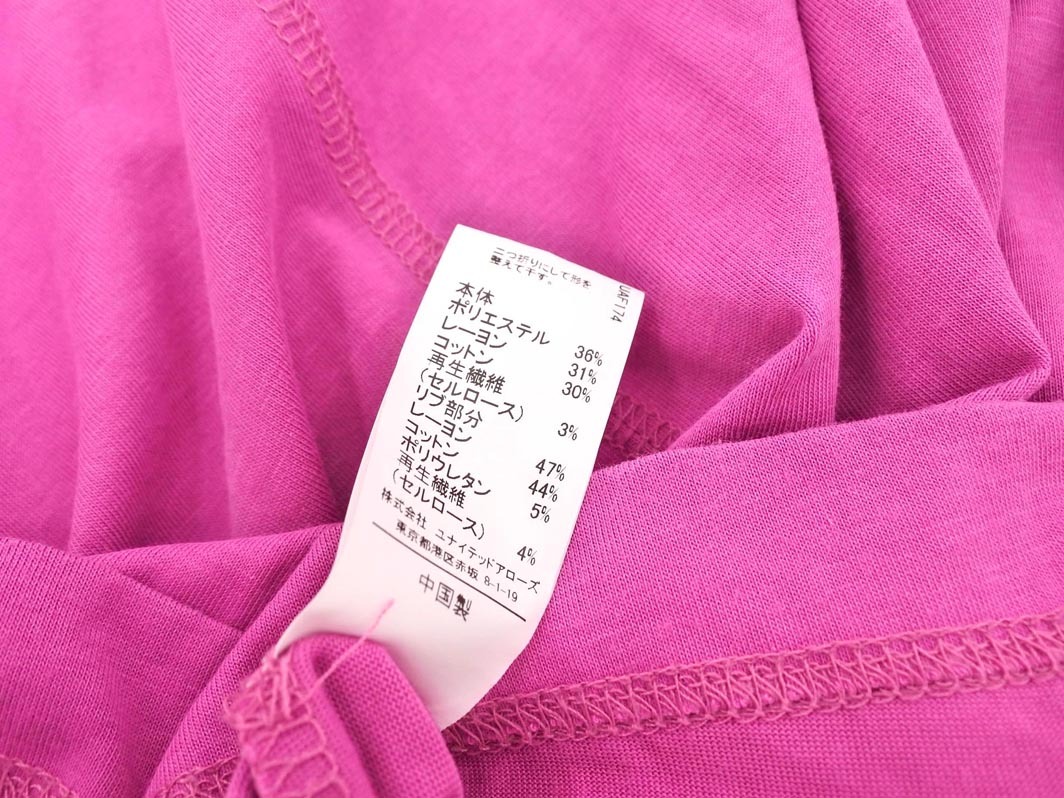 二つ折りにして形を
整えて干す。
UAF174
本体
ポリエステル 36%
レーヨン 31%
コットン 30%
再生繊維
(セルロース) 3%
リブ部分
レーヨン 47%
コットン 44%
ポリウレタン 5%
再生繊維
(セルロース) 4%
株式会社 ユナイテッドアローズ
東京都港区赤坂 8-1-19
中国製